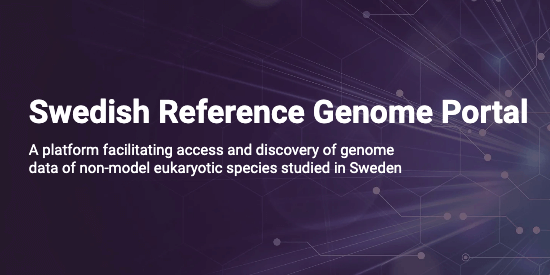 Swedish Reference Genome Portal
A platform facilitating access and discovery of genome
data of non-model eukaryotic species studied in Sweden